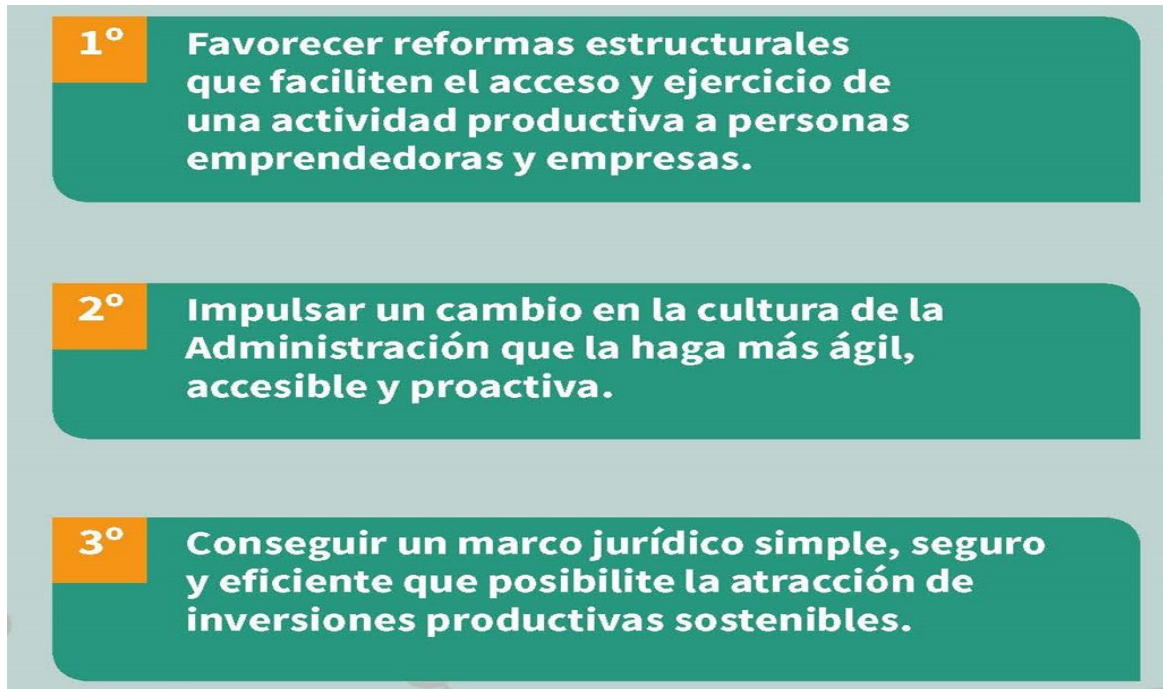 1º
Favorecer reformas estructurales
que faciliten el acceso y ejercicio de
una actividad productiva a personas
emprendedoras y empresas.
2º
Impulsar un cambio en la cultura de la
Administración que la haga más ágil,
accesible y proactiva.
3º
Conseguir un marco jurídico simple, seguro
y eficiente que posibilite la atracción de
inversiones productivas sostenibles.